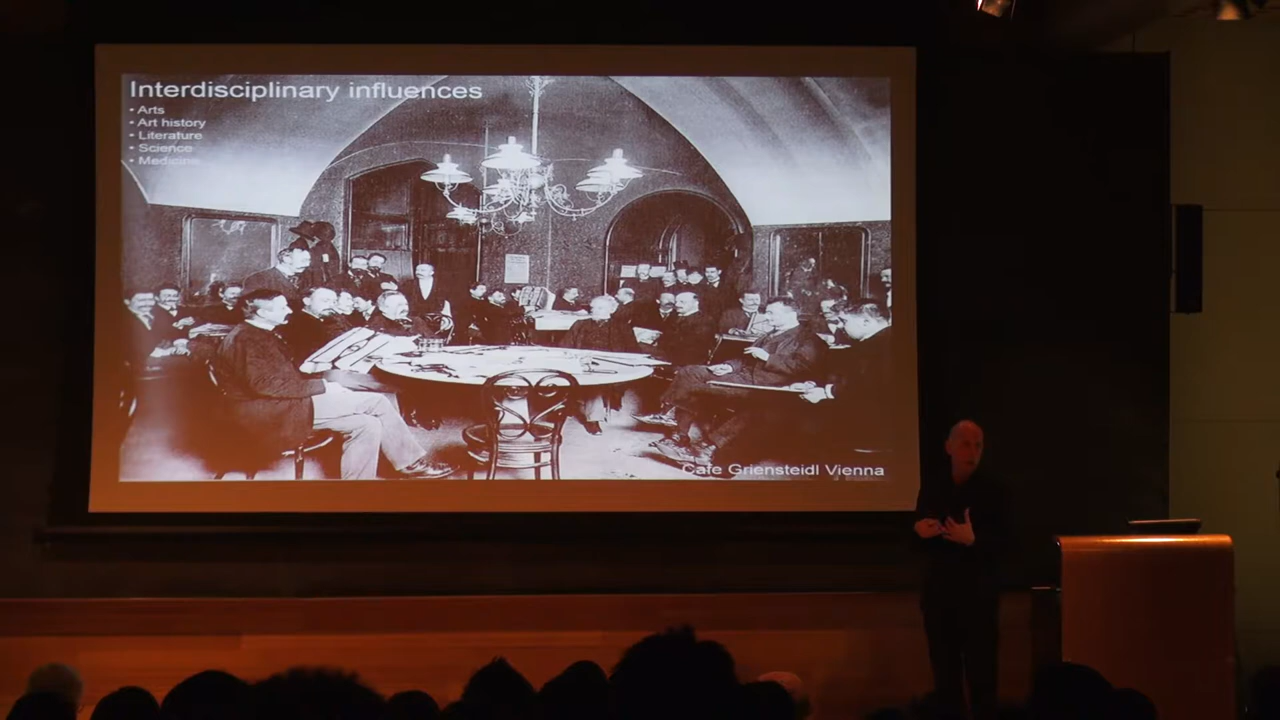 Interdisciplinary influences
• Arts
• Art history
• Literature
• Science
• Medicine
Cafe Griensteidl Vienna